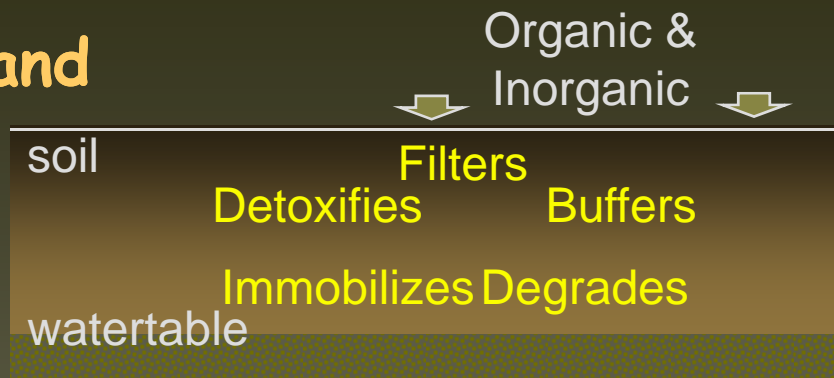 and
Organic &
Inorganic
soil
Filters
Detoxifies Buffers
Immobilizes Degrades
watertable